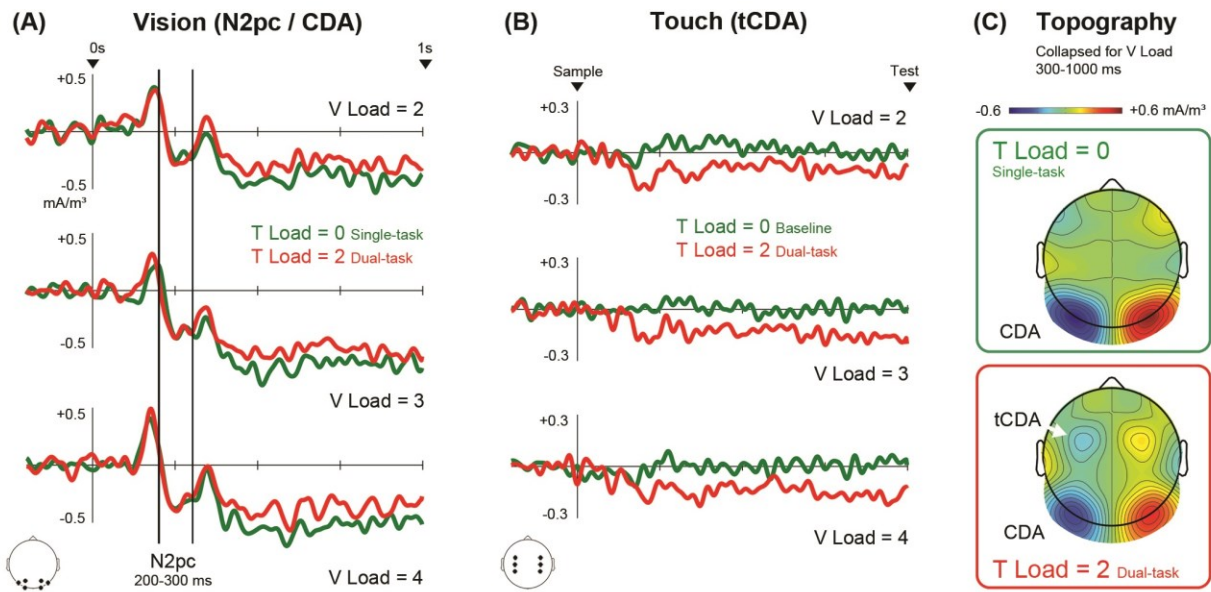 (A) Vision (N2pc / CDA)
0s
1s
+0.5
V Load = 2
-0.5
mA/m³
T Load = 0 Single-task
T Load = 2 Dual-task
+0.5
-0.5
V Load = 3
+0.5
-0.5
N2pc
200-300 ms
V Load = 4
(B) Touch (tCDA)
Sample
Test
+0.3
V Load = 2
-0.3
T Load = 0 Baseline
T Load = 2 Dual-task
+0.3
-0.3
V Load = 3
+0.3
-0.3
V Load = 4
(C) Topography
Collapsed for V Load
300-1000 ms
-0.6 +0.6 mA/m³
T Load = 0
Single-task
CDA
tCDA
CDA
T Load = 2 Dual-task